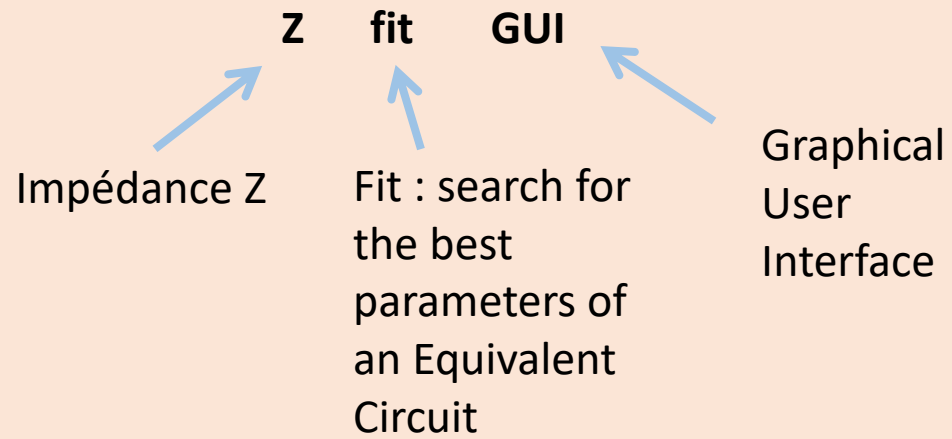 Z fit GUI
Impédance Z
Fit : search for
the best
parameters of
an Equivalent
Circuit
Graphical
User
Interface